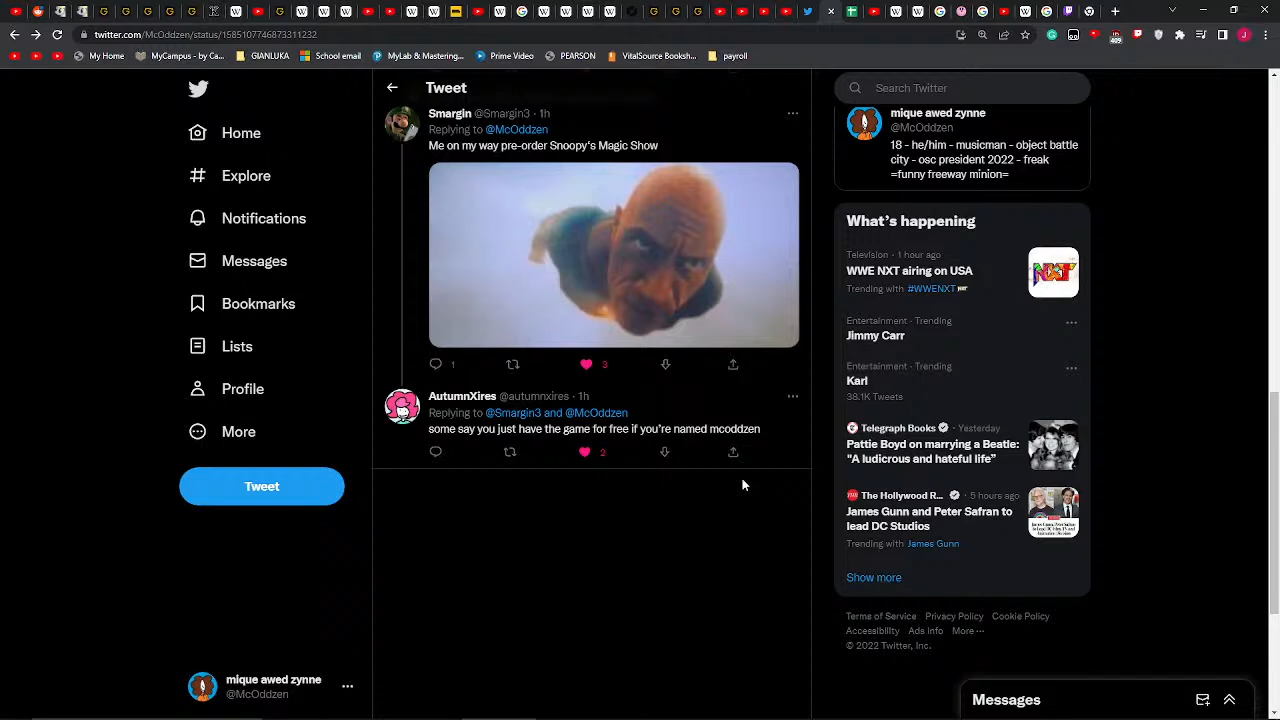 twitter.com/McOddzen/status/1585107746873311232
My Home
MyCampus - by Ca...
GIANLUKA
School email
MyLab & Mastering...
Prime Video
PEARSON
VitalSource Booksh...
payroll
Home
Explore
Notifications
Messages
Bookmarks
Lists
Profile
More
Tweet
mique awed zynne
@McOddzen
Tweet
Smargin @Smargin3 · 1h
Replying to @McOddzen
Me on my way pre-order Snoopy's Magic Show
1 3
AutumnXires @autumnxires · 1h
Replying to @Smargin3 and @McOddzen
some say you just have the game for free if you're named mcoddzen
2
Search Twitter
mique awed zynne
@McOddzen
18 - he/him - musicman - object battle
city - osc president 2022 - freak
=funny freeway minion=
What's happening
Television · 1 hour ago
WWE NXT airing on USA
Trending with #WWENXT
NXT
Entertainment · Trending
Jimmy Carr
Entertainment · Trending
Karl
38.1K Tweets
Telegraph Books · Yesterday
Pattie Boyd on marrying a Beatle:
"A ludicrous and hateful life"
The Hollywood R... · 5 hours ago
James Gunn and Peter Safran to
lead DC Studios
Trending with James Gunn
Show more
Terms of Service Privacy Policy Cookie Policy
Accessibility Ads info More ···
© 2022 Twitter, Inc.
Messages